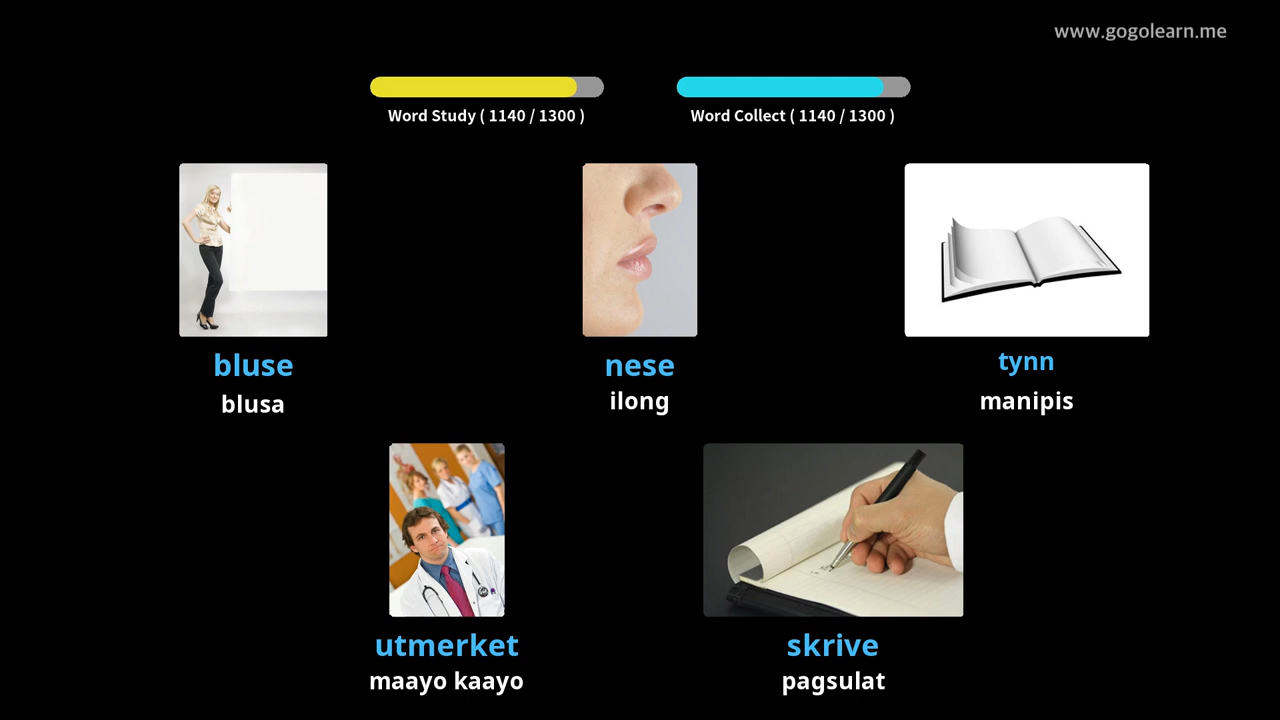 www.gogolearn.me
Word Study ( 1140 / 1300 )
Word Collect ( 1140 / 1300 )
bluse
blusa
nese
ilong
tynn
manipis
utmerket
maayo kaayo
skrive
pagsulat